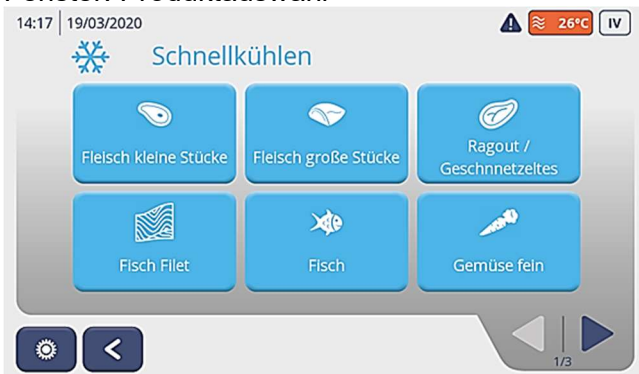 14:17 19/03/2020
26°C IV
Schnellkühlen
Fleisch kleine Stücke
Fleisch große Stücke
Ragout /
Geschnnetzeltes
Fisch Filet
Fisch
Gemüse fein
1/3